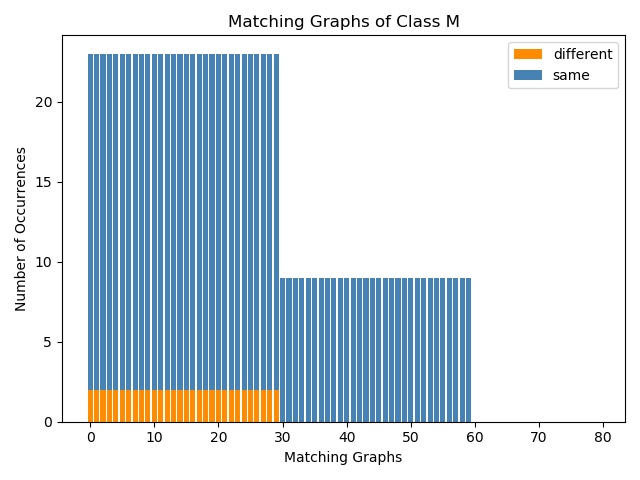 Matching Graphs of Class M
different
same
Number of Occurrences
20
15
10
5
0
0 10 20 30 40 50 60 70 80
Matching Graphs